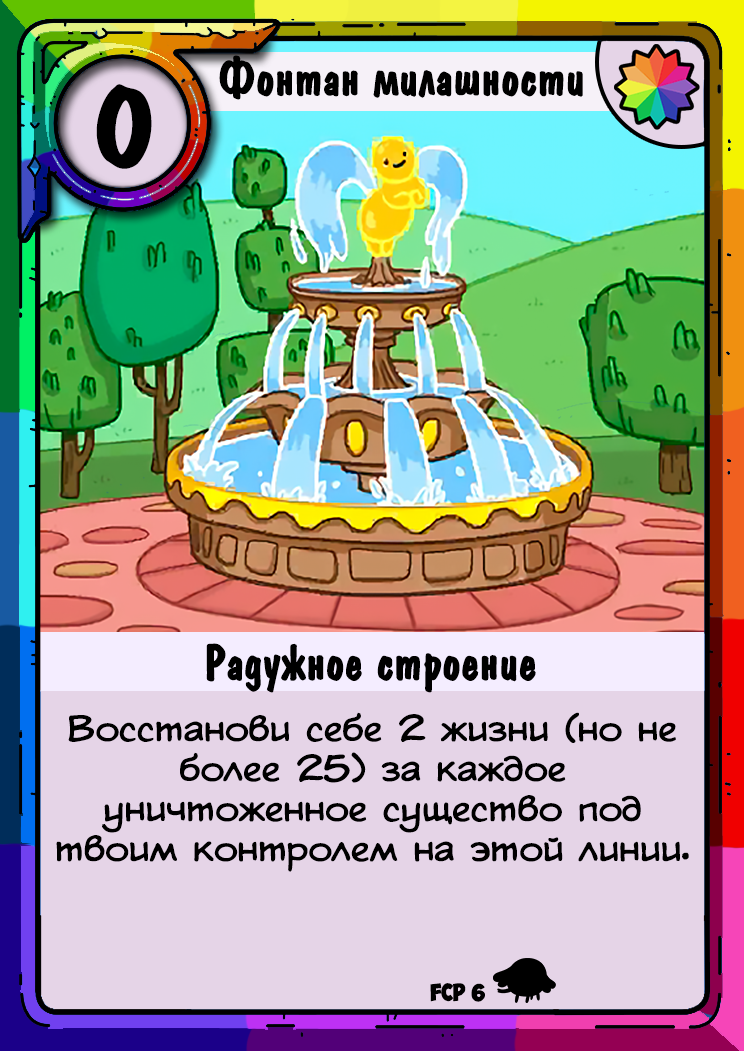 0
Фонтан милашности
Радужное строение
Восстанови себе 2 жизни (но не
более 25) за каждое
уничтоженное существо под
твоим контролем на этой линии.
FCP 6